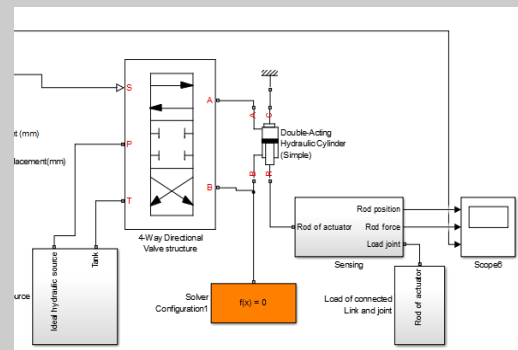 S
A
A
C
nt (mm)
P
Double-Acting
Hydraulic Cylinder
(Simple)
placement(mm)
B
B
R
T
Rod of actuator
Rod position
Rod force
Load joint
4-Way Directional
Valve structure
Sensing
Scope6
Ideal hydraulic source
Tank
urce
Solver
Configuration1
f(x) = 0
Load of connected
Link and joint
Rod of actuator